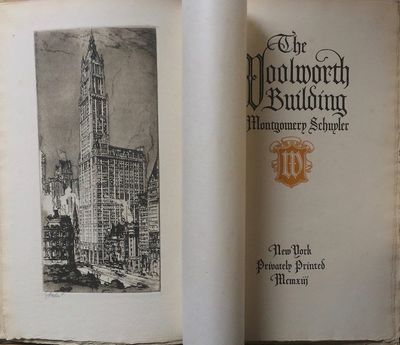 The
Woolworth
Building
Montgomery Schuyler
W
New York
Privately Printed
Mcmxiij